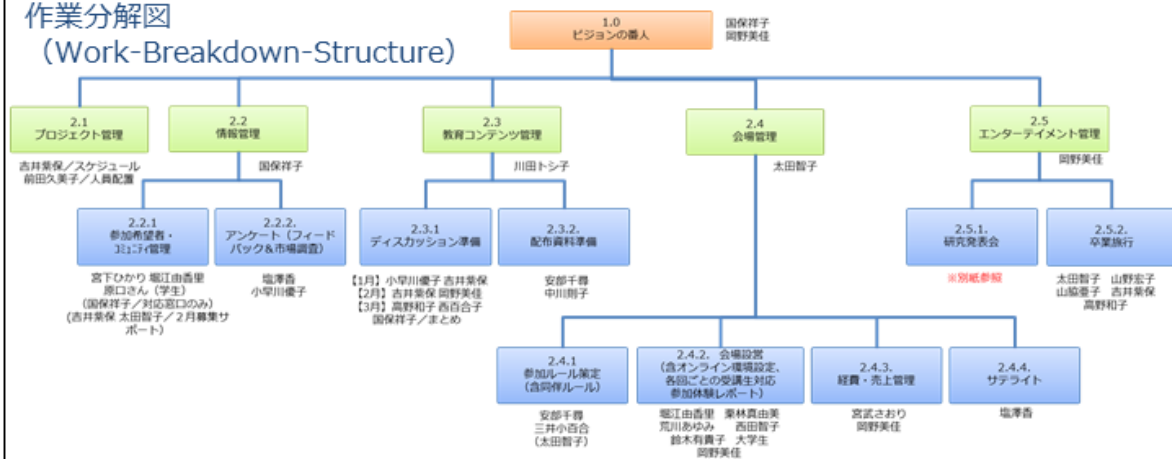 作業分解図
（Work-Breakdown-Structure）
1.0
ビジョンの番人
国保祥子
岡野美佳
2.1
プロジェクト管理
吉井紫保／スケジュール
前田久美子／人員配置
2.2
情報管理
国保祥子
2.3
教育コンテンツ管理
川田トシ子
2.4
会場管理
太田智子
2.5
エンターテイメント管理
岡野美佳
2.2.1
参加希望者・
コミュニティ管理
宮下ひかり 堀江由香里
原口さん（学生）
（国保祥子／対応窓口のみ）
(吉井紫保 太田智子／２月募集サ
ポート）
2.2.2.
アンケート（フィード
バック＆市場調査）
塩澤香
小早川優子
2.3.1
ディスカッション準備
【1月】小早川優子 吉井紫保
【2月】吉井紫保 岡野美佳
【3月】高野和子 西百合子
国保祥子／まとめ
2.3.2.
配布資料準備
安部千尋
中川則子
2.5.1.
研究発表会
※別紙参照
2.5.2.
卒業旅行
太田智子 山野宏子
山脇亜子 吉井紫保
高野和子
2.4.1
参加ルール策定
（含同伴ルール）
安部千尋
三井小百合
（太田智子）
2.4.2. 会場設営
（含オンライン環境設定、
各回ごとの受講生対応
参加体験レポート）
堀江由香里 栗林真由美
荒川あゆみ 西田智子
鈴木有貴子 大学生
岡野美佳
2.4.3.
経費・売上管理
宮武さおり
岡野美佳
2.4.4.
サテライト
塩澤香